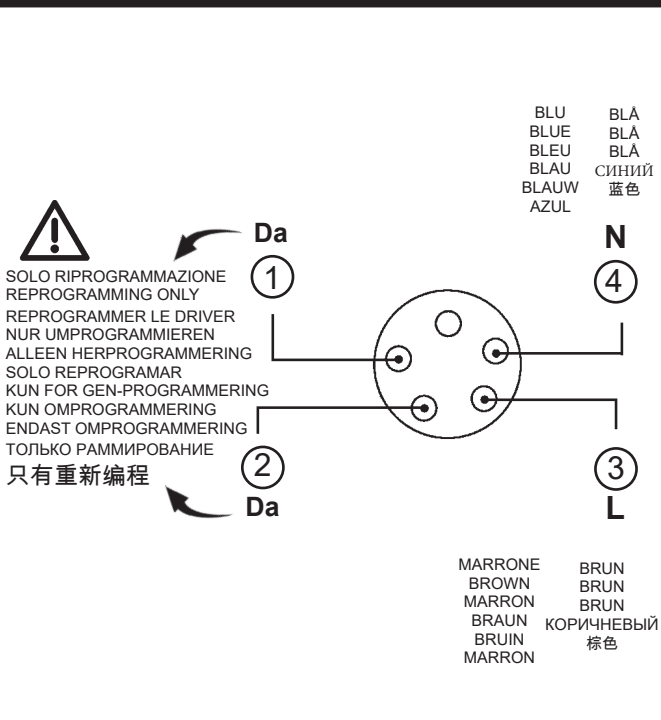 BLU
BLUE
BLEU
BLAU
BLAUW
AZUL
BLÅ
BLÅ
BLÅ
СИНИЙ
蓝色
Da
1
N
4
SOLO RIPROGRAMMAZIONE
REPROGRAMMING ONLY
REPROGRAMMER LE DRIVER
NUR UMPROGRAMMIEREN
ALLEEN HERPROGRAMMERING
SOLO REPROGRAMAR
KUN FOR GEN-PROGRAMMERING
KUN OMPROGRAMMERING
ENDAST OMPROGRAMMERING
ТОЛЬКО РАММИРОВАНИЕ
只有重新编程
2
Da
3
L
MARRONE
BROWN
MARRON
BRAUN
BRUIN
MARRON
BRUN
BRUN
BRUN
КОРИЧНЕВЫЙ
棕色